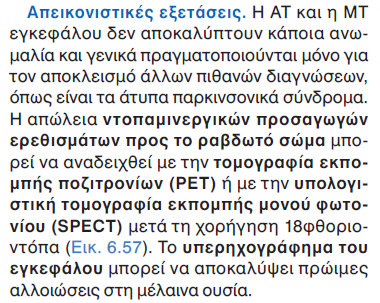 Απεικονιστικές εξετάσεις. Η ΑΤ και η ΜΤ
εγκεφάλου δεν αποκαλύπτουν κάποια ανω-
μαλία και γενικά πραγματοποιούνται μόνο για
τον αποκλεισμό άλλων πιθανών διαγνώσεων,
όπως είναι τα άτυπα παρκινσονικά σύνδρομα.
Η απώλεια ντοπαμινεργικών προσαγωγών
ερεθισμάτων προς το ραβδωτό σώμα μπο-
ρεί να αναδειχθεί με την τομογραφία εκπο-
μπής ποζιτρονίων (PET) ή με την υπολογι-
στική τομογραφία εκπομπής μονού φωτο-
νίου (SPECT) μετά τη χορήγηση 18φθοριο-
ντόπα (Εικ. 6.57). Το υπερηχογράφημα του
εγκεφάλου μπορεί να αποκαλύψει πρώιμες
αλλοιώσεις στη μέλαινα ουσία.